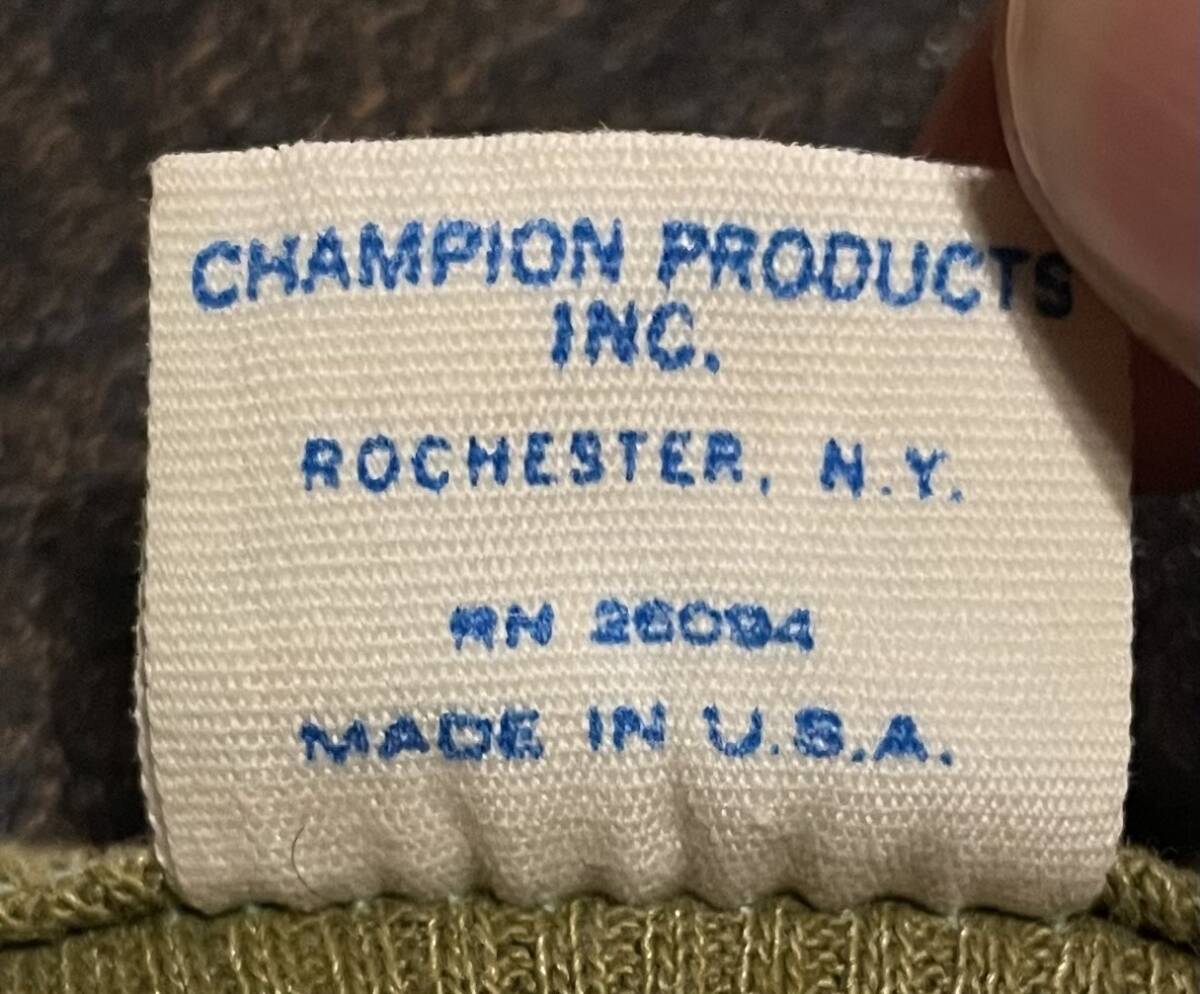 CHAMPION PRODUCTS
INC.
ROCHESTER, N.Y.
RN 26094
MADE IN U.S.A.